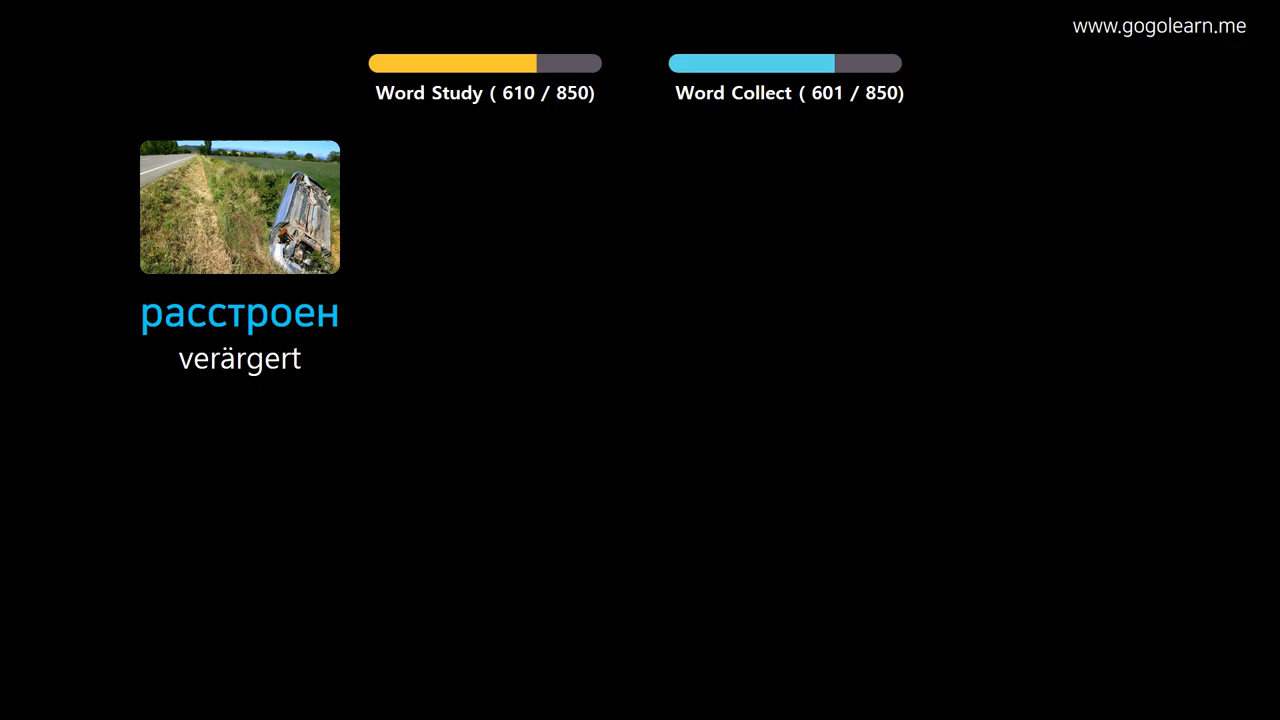 www.gogolearn.me
Word Study ( 610 / 850)
Word Collect ( 601 / 850)
расстроен
verärgert